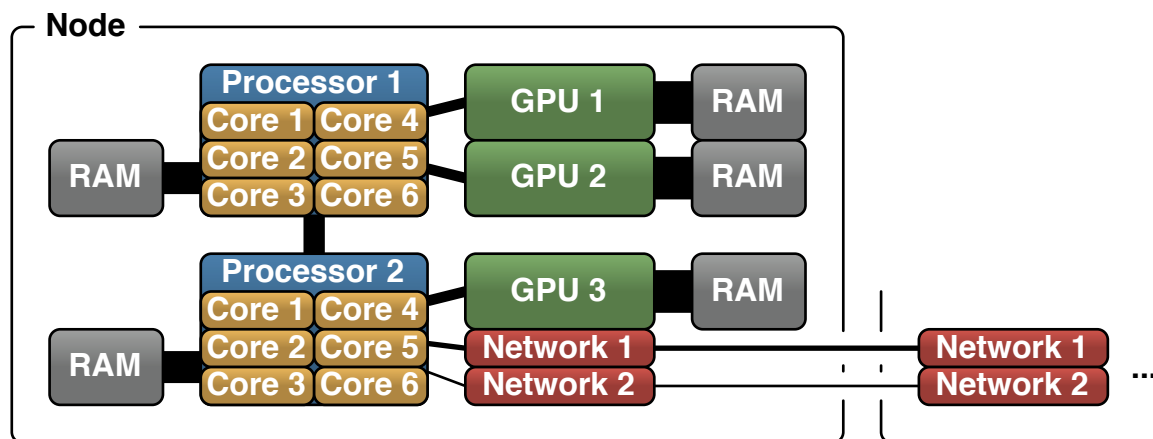 Node
Processor 1
Core 1 Core 4
Core 2 Core 5
Core 3 Core 6
RAM
GPU 1
RAM
GPU 2
RAM
Processor 2
Core 1 Core 4
Core 2 Core 5
Core 3 Core 6
RAM
GPU 3
RAM
Network 1
Network 2
Network 1
Network 2
...